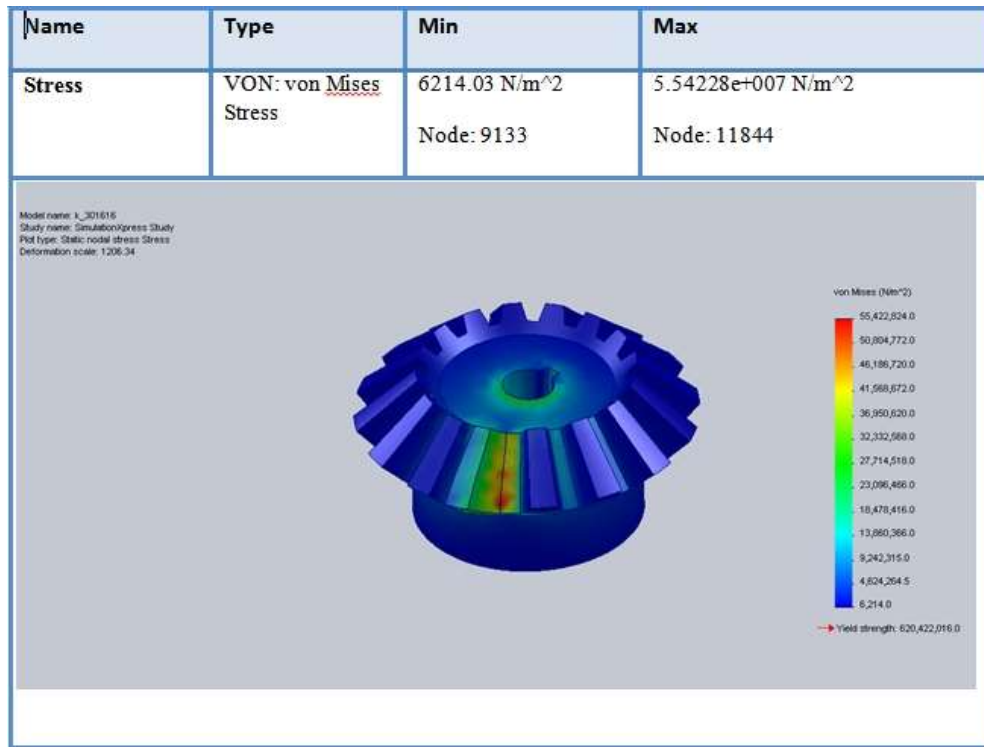 Name Type Min Max
Stress VON: von Mises 6214.03 N/m^2 5.54228e+007 N/m^2
Stress
Node: 9133 Node: 11844
Model name: k_301616
Study name: SimulationXpress Study
Plot type: Static nodal stress Stress
Deformation scale: 1206.34
von Mises (N/m^2)
55,422,824.0
50,804,772.0
46,186,720.0
41,568,672.0
36,950,620.0
32,332,568.0
27,714,518.0
23,096,466.0
18,478,416.0
13,860,366.0
9,242,315.0
4,624,264.5
6,214.0
Yield strength: 620,422,016.0